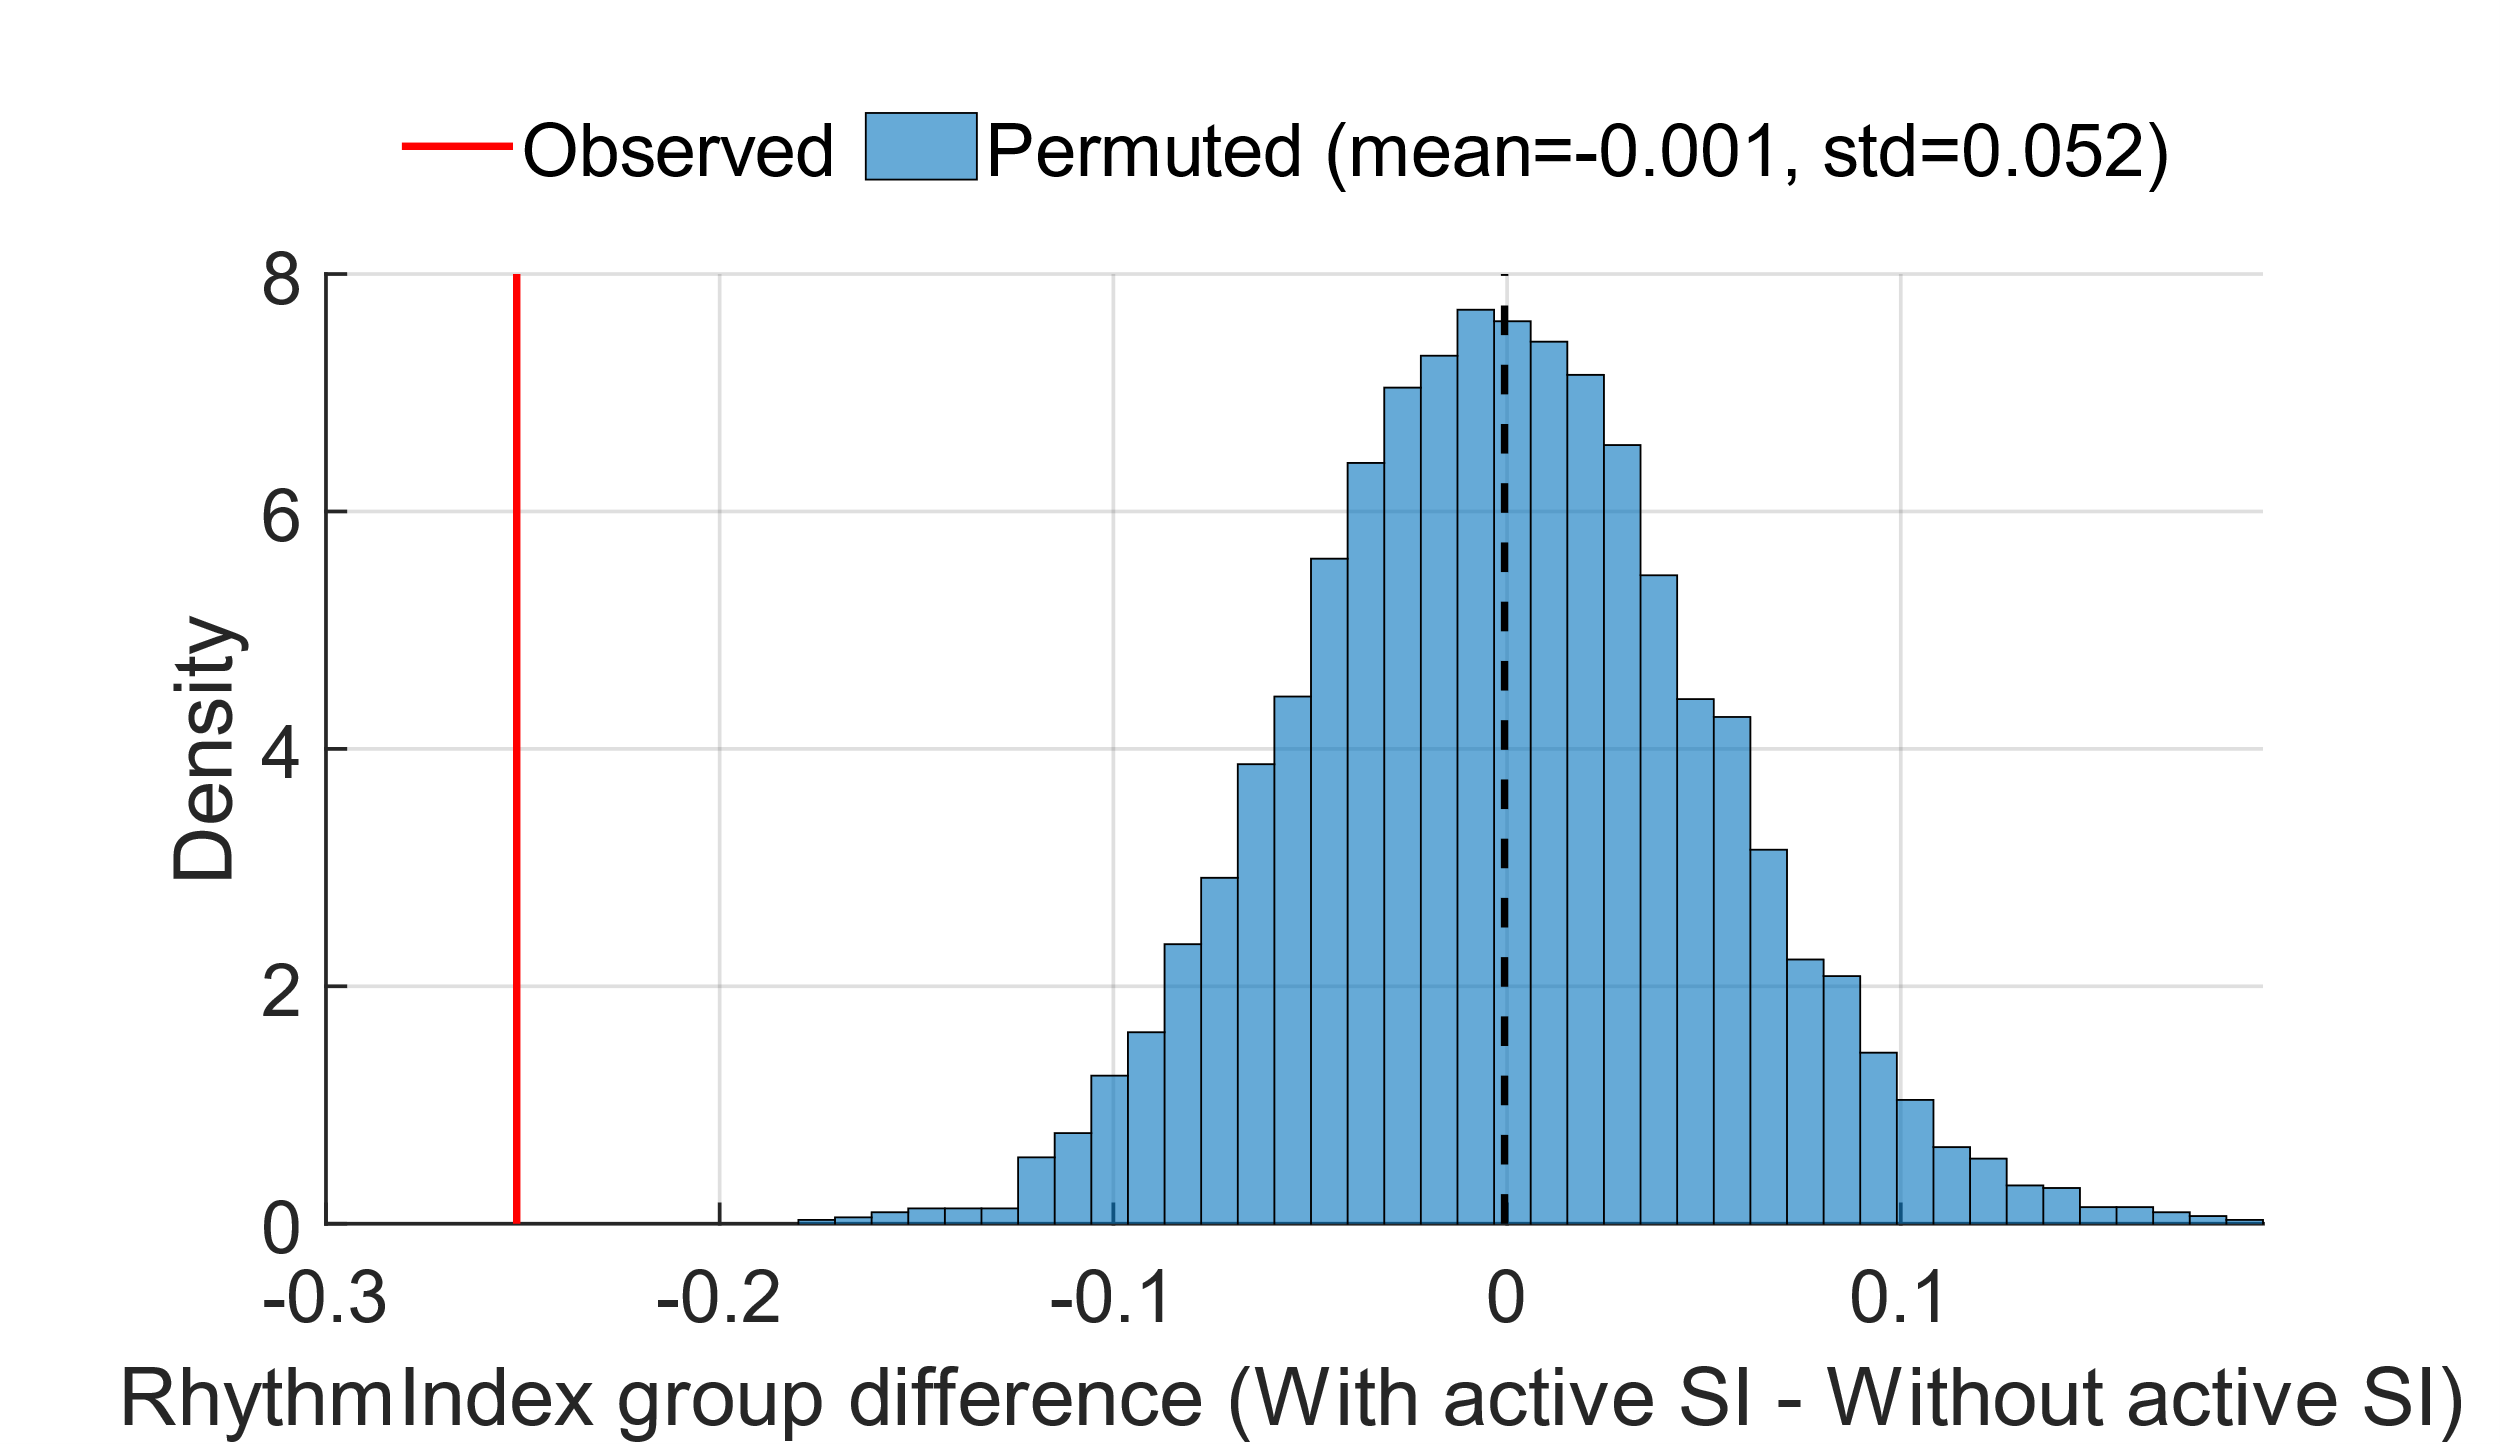 Observed Permuted (mean=-0.001, std=0.052)
8
6
4
2
0
Density
-0.3 -0.2 -0.1 0 0.1
RhythmIndex group difference (With active SI - Without active SI)